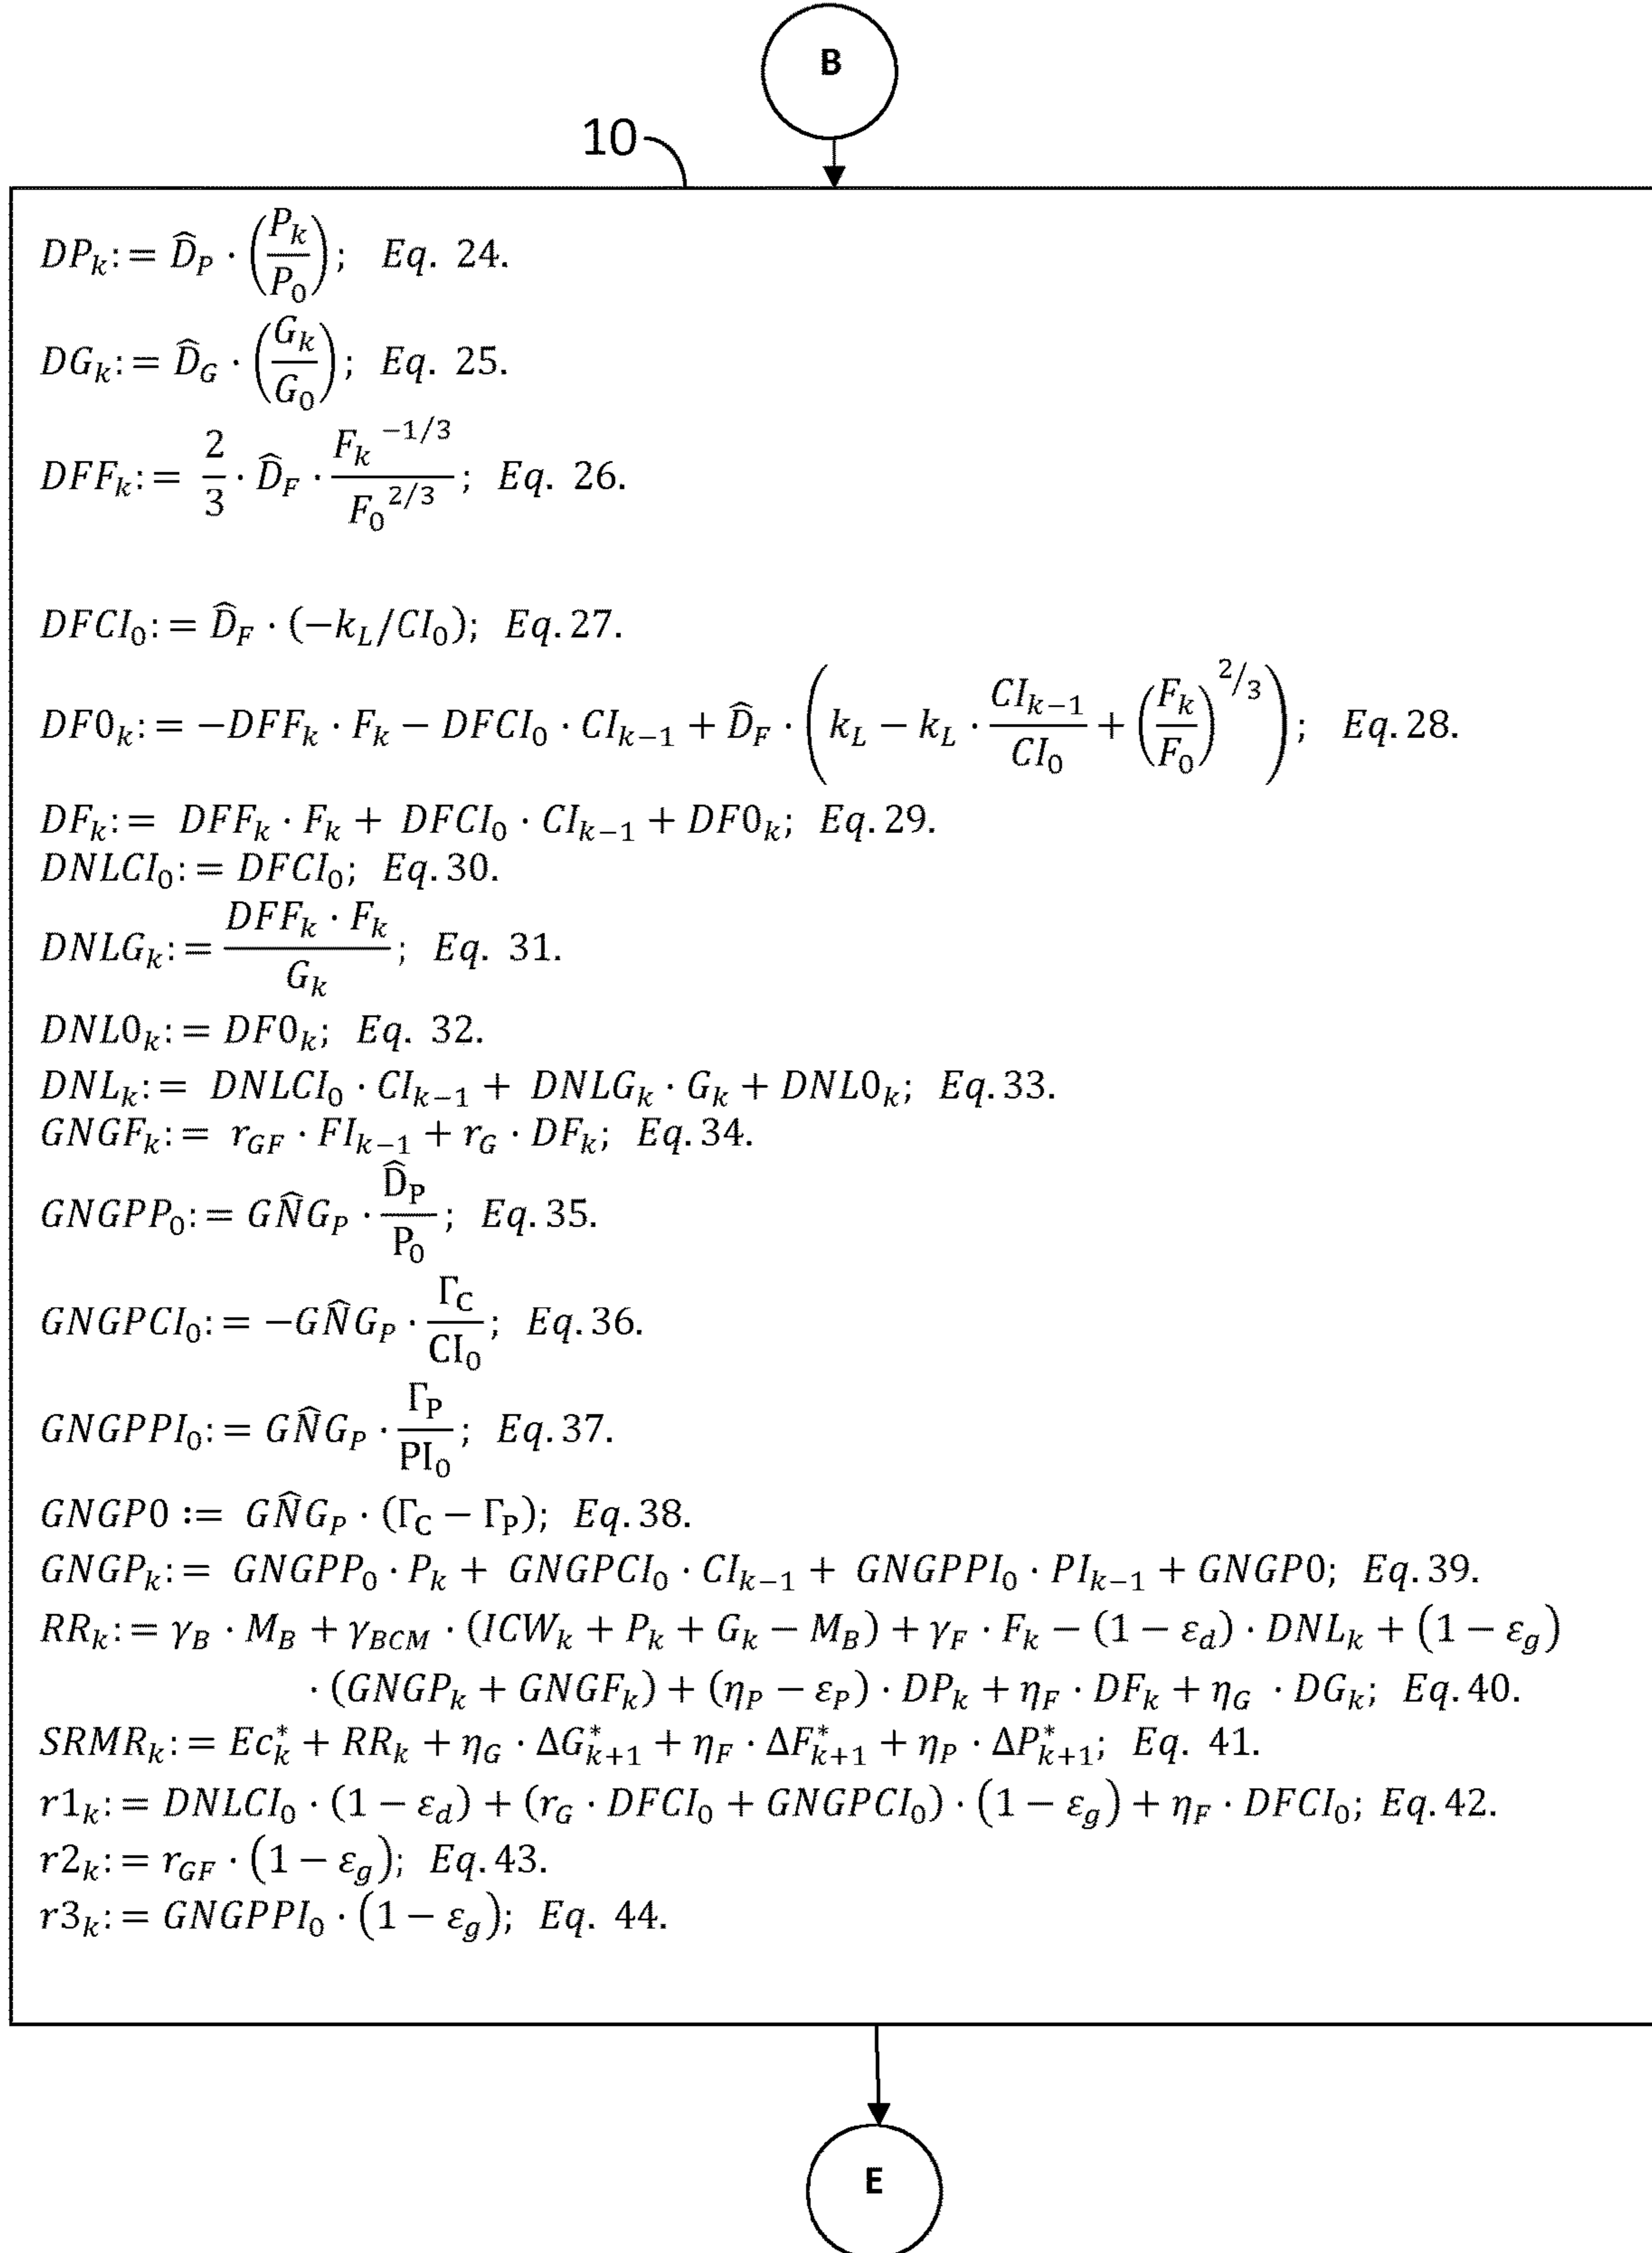 B
10
DP_k := D̂_P · (P_k / P_0); Eq. 24.
DG_k := D̂_G · (G_k / G_0); Eq. 25.
DFF_k := 2/3 · D̂_F · F_k^(-1/3) / F_0^(2/3); Eq. 26.
DFCI_0 := D̂_F · (−k_L/CI_0); Eq. 27.
DF0_k := −DFF_k · F_k − DFCI_0 · CI_{k−1} + D̂_F · (k_L − k_L · CI_{k−1} / CI_0 + (F_k / F_0)^(2/3)); Eq. 28.
DF_k := DFF_k · F_k + DFCI_0 · CI_{k−1} + DF0_k; Eq. 29.
DNLCI_0 := DFCI_0; Eq. 30.
DNLG_k := DFF_k · F_k / G_k; Eq. 31.
DNL0_k := DF0_k; Eq. 32.
DNL_k := DNLCI_0 · CI_{k−1} + DNLG_k · G_k + DNL0_k; Eq. 33.
GNGF_k := r_GF · FI_{k−1} + r_G · DF_k; Eq. 34.
GNGPP_0 := GN̂G_P · D̂_P / P_0; Eq. 35.
GNGPCI_0 := −GN̂G_P · Γ_C / CI_0; Eq. 36.
GNGPPI_0 := GN̂G_P · Γ_P / PI_0; Eq. 37.
GNGP0 := GN̂G_P · (Γ_C − Γ_P); Eq. 38.
GNGP_k := GNGPP_0 · P_k + GNGPCI_0 · CI_{k−1} + GNGPPI_0 · PI_{k−1} + GNGP0; Eq. 39.
RR_k := γ_B · M_B + γ_BCM · (ICW_k + P_k + G_k − M_B) + γ_F · F_k − (1 − ε_d) · DNL_k + (1 − ε_g)
· (GNGP_k + GNGF_k) + (η_P − ε_P) · DP_k + η_F · DF_k + η_G · DG_k; Eq. 40.
SRMR_k := Ec*_k + RR_k + η_G · ΔG*_{k+1} + η_F · ΔF*_{k+1} + η_P · ΔP*_{k+1}; Eq. 41.
r1_k := DNLCI_0 · (1 − ε_d) + (r_G · DFCI_0 + GNGPCI_0) · (1 − ε_g) + η_F · DFCI_0; Eq. 42.
r2_k := r_GF · (1 − ε_g); Eq. 43.
r3_k := GNGPPI_0 · (1 − ε_g); Eq. 44.
E